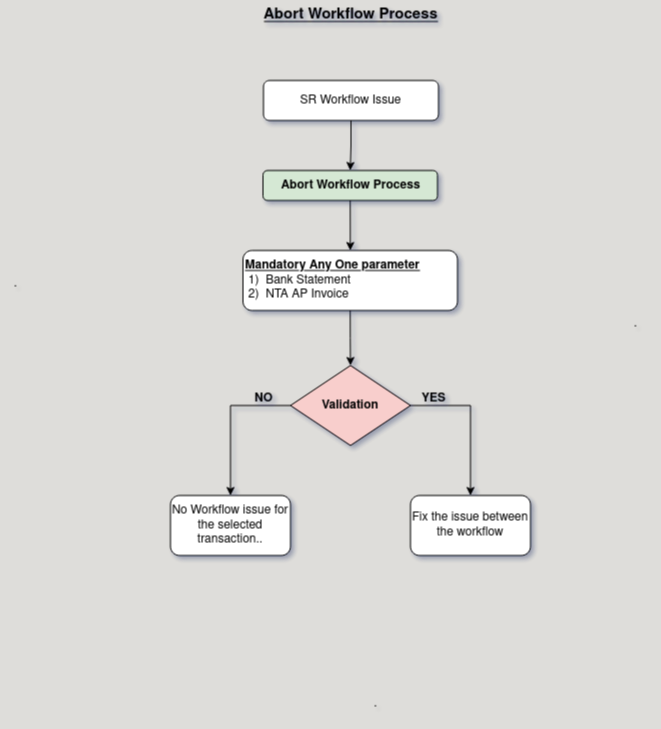 Abort Workflow Process
SR Workflow Issue
Abort Workflow Process
Mandatory Any One parameter
1) Bank Statement
2) NTA AP Invoice
Validation
NO
YES
No Workflow issue for
the selected
transaction..
Fix the issue between
the workflow